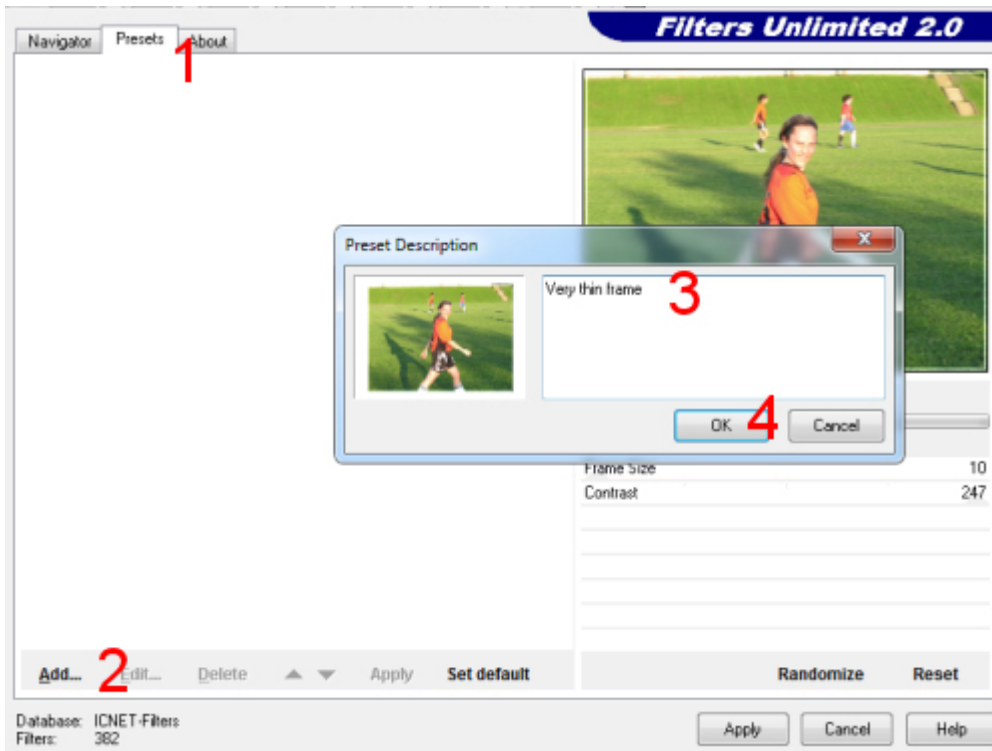 Filters Unlimited 2.0
Navigator Presets About
1
Preset Description
Very thin frame
3
OK 4 Cancel
Frame Size 10
Contrast 247
Add... 2 Edit... Delete Apply Set default Randomize Reset
Database: ICNET-Filters
Filters: 382
Apply Cancel Help